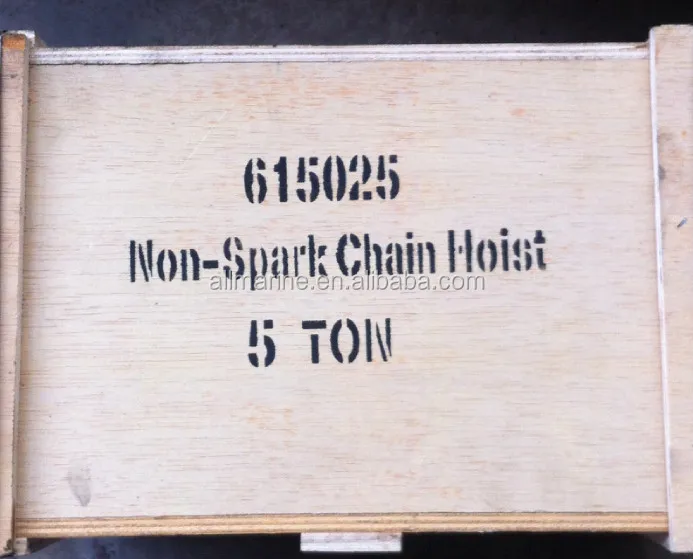 615025
Non-Spark Chain Hoist
allmarine.en.alibaba.com
5 TON